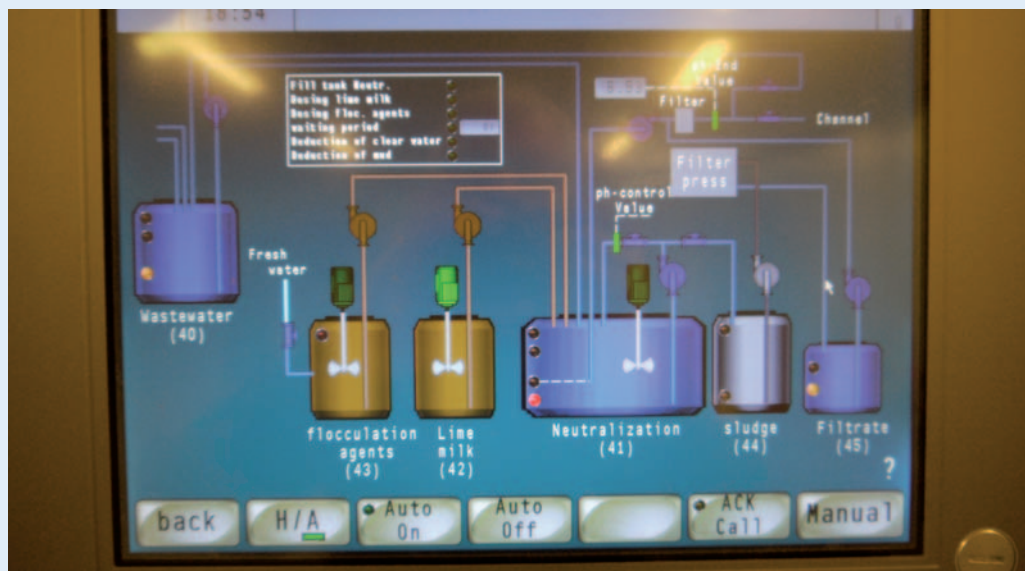 18:54
Fill tank Neutr.
Dosing lime milk
Dosing floc. agents
waiting period
Deduction of clear water
Deduction of mud
ph End
Value
Filter
Channel
Filter
press
ph-control
Value
Fresh
water
Wastewater
(40)
flocculation
agents
(43)
Lime
milk
(42)
Neutralization
(41)
sludge
(44)
Filtrate
(45)
?
back
H/A
Auto
On
Auto
Off
ACK
Call
Manual